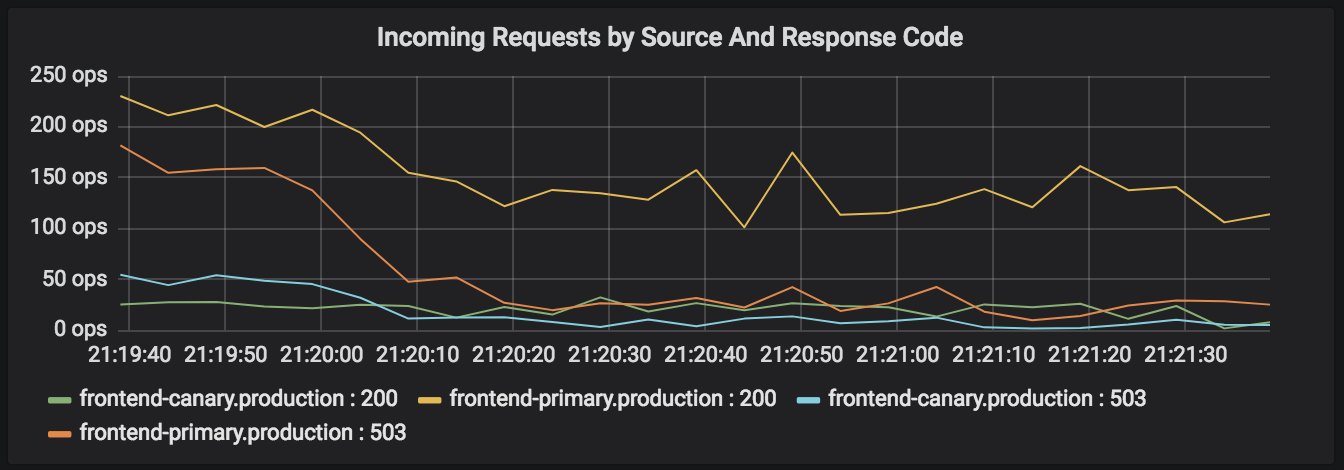 Incoming Requests by Source And Response Code
250 ops
200 ops
150 ops
100 ops
50 ops
0 ops
21:19:40 21:19:50 21:20:00 21:20:10 21:20:20 21:20:30 21:20:40 21:20:50 21:21:00 21:21:10 21:21:20 21:21:30
frontend-canary.production : 200 frontend-primary.production : 200 frontend-canary.production : 503
frontend-primary.production : 503